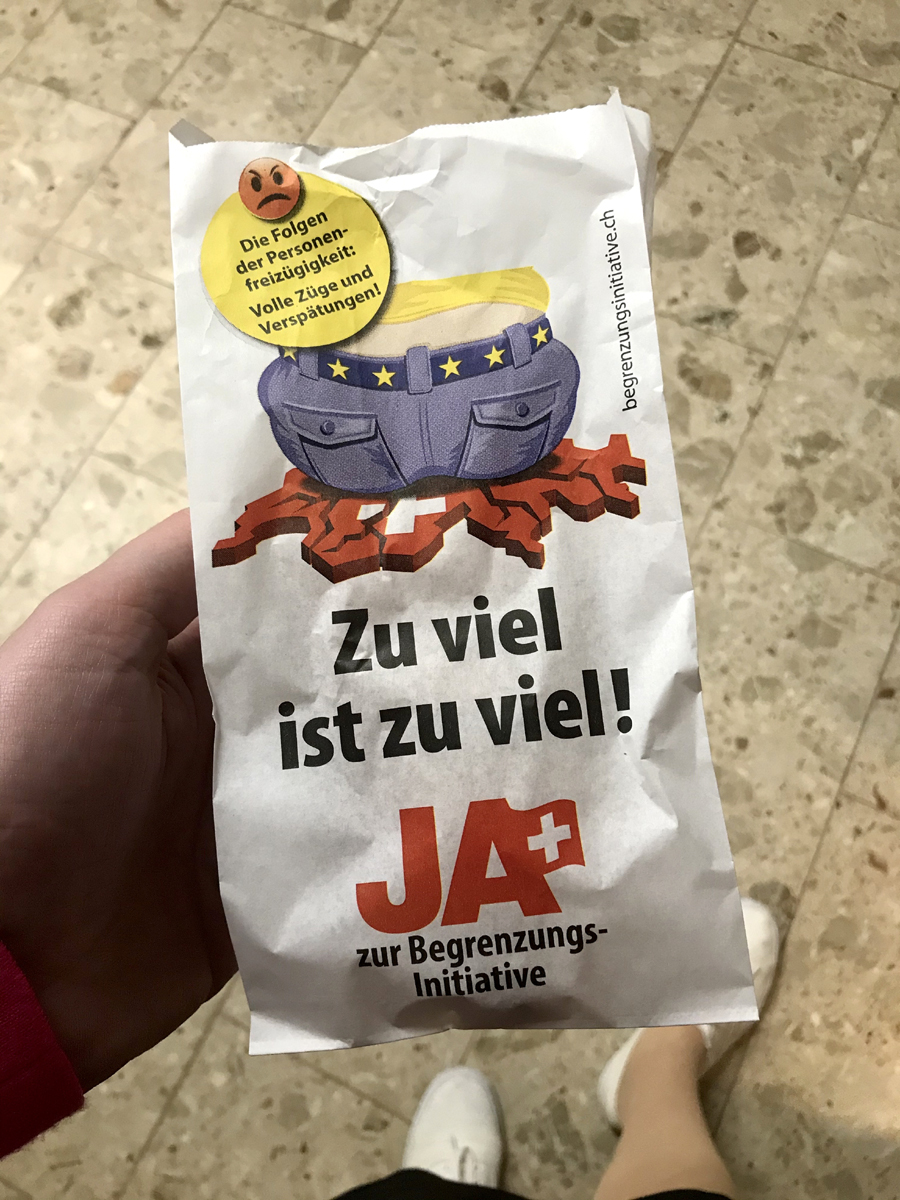 Die Folgen
der Personen-
freizügigkeit:
Volle Züge und
Verspätungen!
begrenzungsinitiative.ch
Zu viel
ist zu viel!
JA
zur Begrenzungs-
Initiative